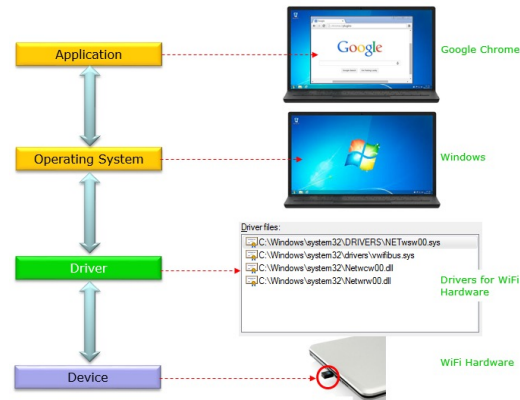 Application
Google
Google Chrome
Operating System
Windows
Driver files:
C:\Windows\system32\DRIVERS\NETwsw00.sys
C:\Windows\system32\drivers\vwifibus.sys
C:\Windows\system32\Netwcw00.dll
C:\Windows\system32\Netwrw00.dll
Driver
Drivers for WiFi
Hardware
WiFi Hardware
Device